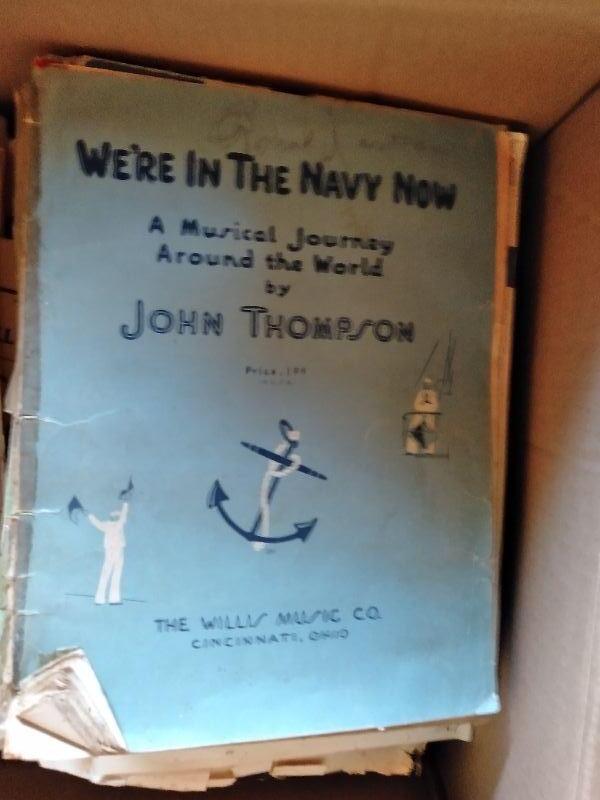 WE'RE IN THE NAVY NOW
A Musical Journey
Around the World
by
JOHN THOMPSON
Price,
THE WILLIS MUSIC CO.
CINCINNATI, OHIO